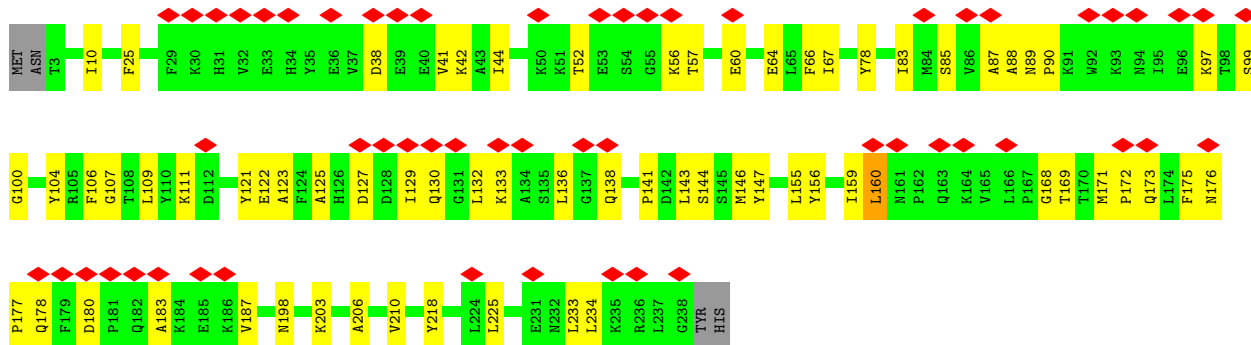 MET ASN T3 I10 F25 F29 K30 H31 V32 E33 H34 Y35 E36 V37 D38 E39 E40 V41 K42 A43 I44 K50 K51 T52 E53 S54 G55 K56 T57 E60 E64 L65 F66 I67 Y78 I83 M84 S85 V86 A87 A88 N89 P90 K91 W92 K93 N94 I95 E96 K97 T98 S99
G100 Y104 R105 F106 G107 T108 L109 Y110 K111 D112 Y121 E122 A123 F124 A125 H126 D127 D128 I129 Q130 G131 L132 K133 A134 S135 L136 G137 Q138 P141 D142 L143 S144 S145 M146 Y147 L155 Y156 I159 L160 N161 P162 Q163 K164 V165 L166 P167 G168 T169 T170 M171 P172 Q173 L174 F175 N176
P177 Q178 F179 D180 P181 Q182 A183 K184 E185 K186 V187 N198 K203 A206 V210 Y218 L224 L225 E231 N232 L233 L234 K235 R236 L237 G238 TYR HIS